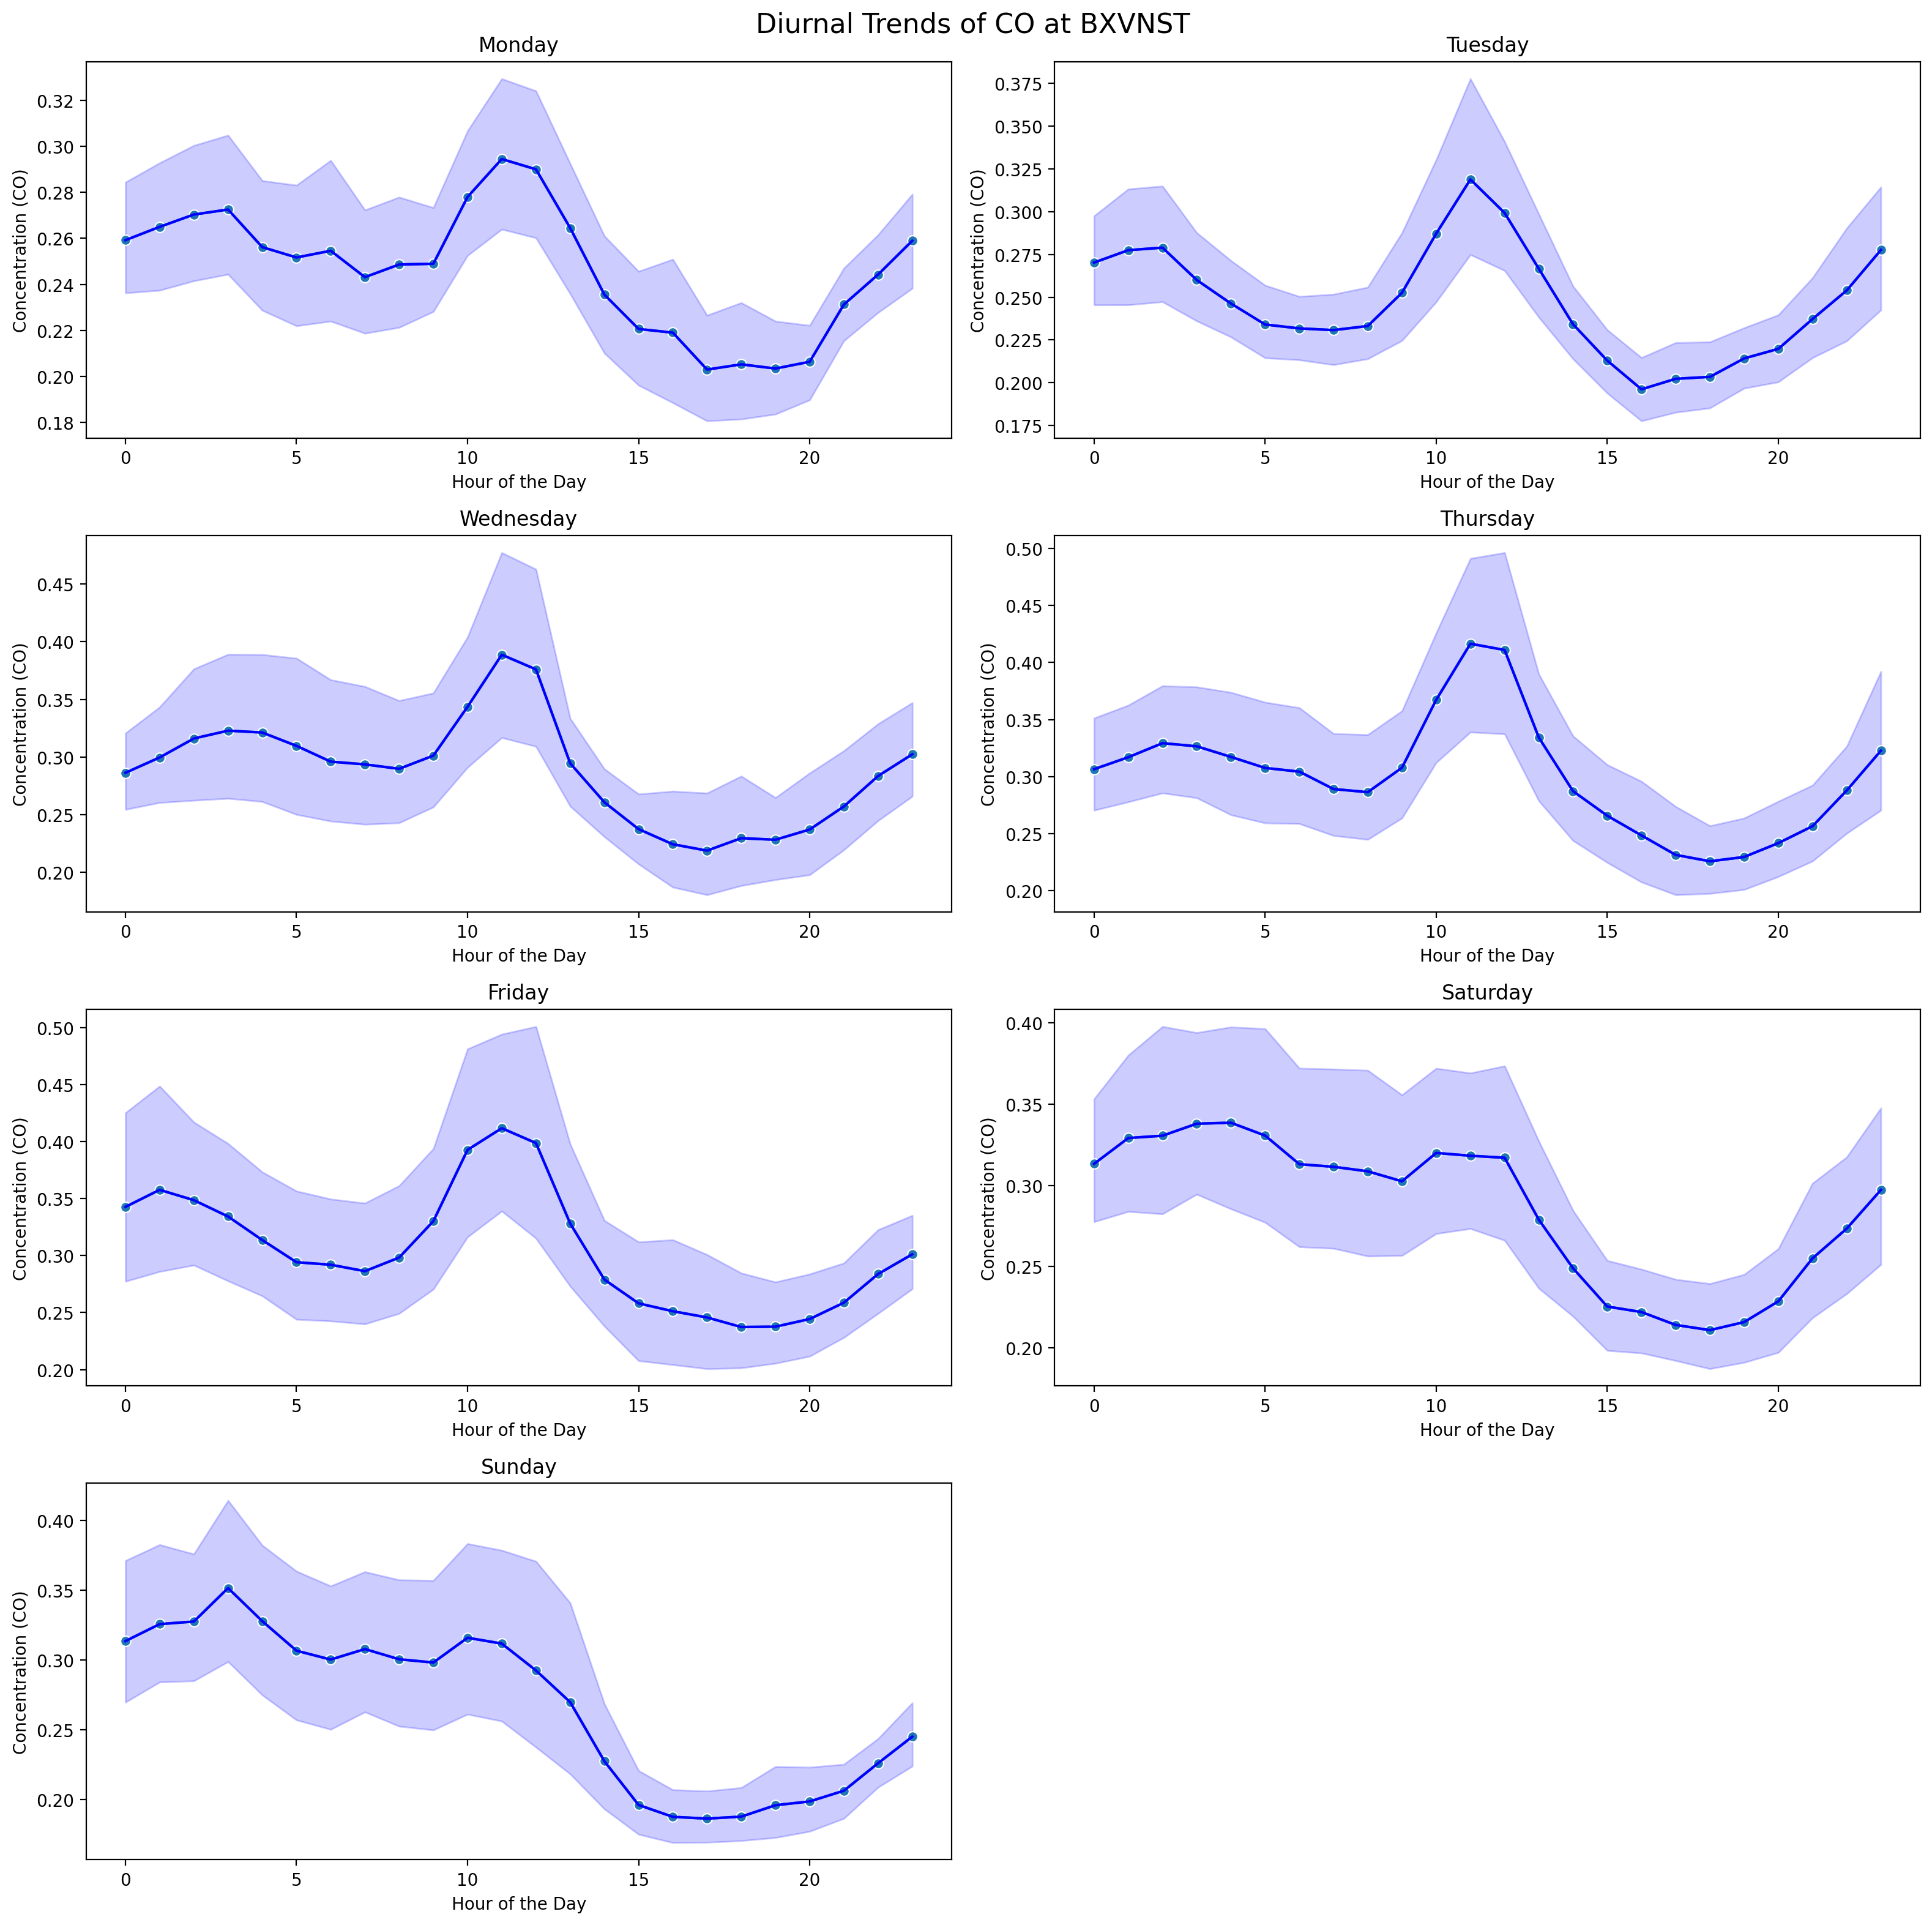 Diurnal Trends of CO at BXVNST
Monday
Concentration (CO)
0.32
0.30
0.28
0.26
0.24
0.22
0.20
0.18
0 5 10 15 20
Hour of the Day
Tuesday
Concentration (CO)
0.375
0.350
0.325
0.300
0.275
0.250
0.225
0.200
0.175
0 5 10 15 20
Hour of the Day
Wednesday
Concentration (CO)
0.45
0.40
0.35
0.30
0.25
0.20
0 5 10 15 20
Hour of the Day
Thursday
Concentration (CO)
0.50
0.45
0.40
0.35
0.30
0.25
0.20
0 5 10 15 20
Hour of the Day
Friday
Concentration (CO)
0.50
0.45
0.40
0.35
0.30
0.25
0.20
0 5 10 15 20
Hour of the Day
Saturday
Concentration (CO)
0.40
0.35
0.30
0.25
0.20
0 5 10 15 20
Hour of the Day
Sunday
Concentration (CO)
0.40
0.35
0.30
0.25
0.20
0 5 10 15 20
Hour of the Day